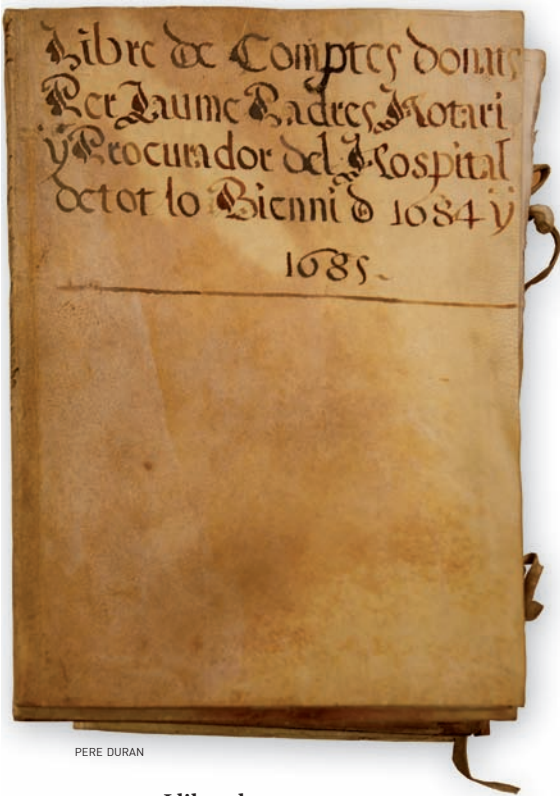 Libre de Comptes donats
Per Jaume Padres Notari
ÿ Procurador del Hospital
de tot lo Bienni d 1684 ÿ
1685.
PERE DURAN